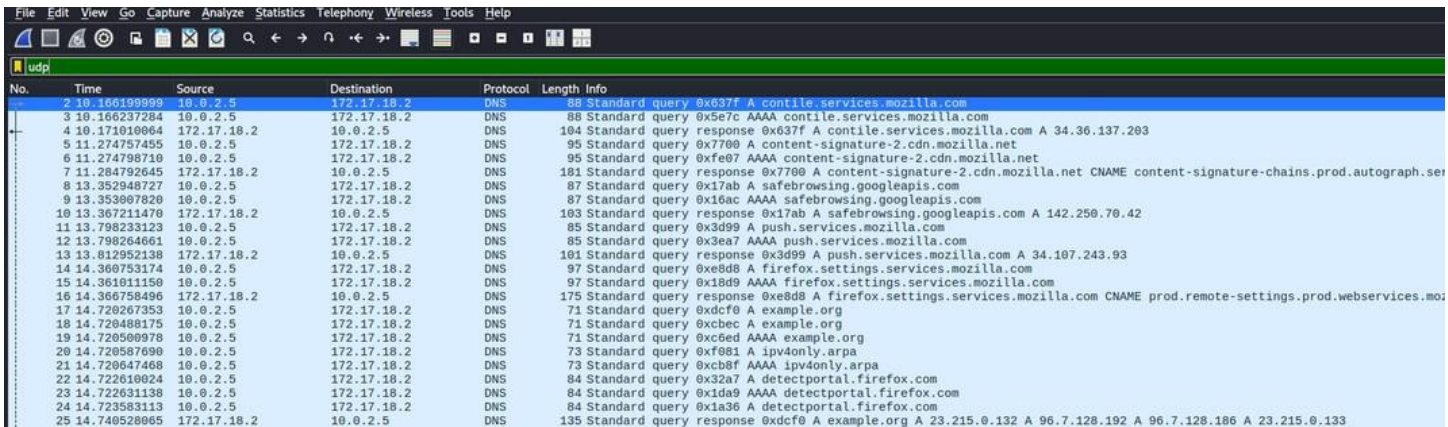 File Edit View Go Capture Analyze Statistics Telephony Wireless Tools Help
udp
No. Time Source Destination Protocol Length Info
2 10.166199999 10.0.2.5 172.17.18.2 DNS 88 Standard query 0x637f A contile.services.mozilla.com
3 10.166237284 10.0.2.5 172.17.18.2 DNS 88 Standard query 0x5e7c AAAA contile.services.mozilla.com
4 10.171010064 172.17.18.2 10.0.2.5 DNS 104 Standard query response 0x637f A contile.services.mozilla.com A 34.36.137.203
5 11.274757455 10.0.2.5 172.17.18.2 DNS 95 Standard query 0x7700 A content-signature-2.cdn.mozilla.net
6 11.274798710 10.0.2.5 172.17.18.2 DNS 95 Standard query 0xfe07 AAAA content-signature-2.cdn.mozilla.net
7 11.284792645 172.17.18.2 10.0.2.5 DNS 181 Standard query response 0x7700 A content-signature-2.cdn.mozilla.net CNAME content-signature-chains.prod.autograph.ser
8 13.352948727 10.0.2.5 172.17.18.2 DNS 87 Standard query 0x17ab A safebrowsing.googleapis.com
9 13.353007820 10.0.2.5 172.17.18.2 DNS 87 Standard query 0x16ac AAAA safebrowsing.googleapis.com
10 13.367211470 172.17.18.2 10.0.2.5 DNS 103 Standard query response 0x17ab A safebrowsing.googleapis.com A 142.250.70.42
11 13.798233123 10.0.2.5 172.17.18.2 DNS 85 Standard query 0x3d99 A push.services.mozilla.com
12 13.798264661 10.0.2.5 172.17.18.2 DNS 85 Standard query 0x3ea7 AAAA push.services.mozilla.com
13 13.812952138 172.17.18.2 10.0.2.5 DNS 101 Standard query response 0x3d99 A push.services.mozilla.com A 34.107.243.93
14 14.360753174 10.0.2.5 172.17.18.2 DNS 97 Standard query 0xe8d8 A firefox.settings.services.mozilla.com
15 14.361011150 10.0.2.5 172.17.18.2 DNS 97 Standard query 0x18d9 AAAA firefox.settings.services.mozilla.com
16 14.366758496 172.17.18.2 10.0.2.5 DNS 175 Standard query response 0xe8d8 A firefox.settings.services.mozilla.com CNAME prod.remote-settings.prod.webservices.moz
17 14.720267353 10.0.2.5 172.17.18.2 DNS 71 Standard query 0xdcf0 A example.org
18 14.720488175 10.0.2.5 172.17.18.2 DNS 71 Standard query 0xcbec A example.org
19 14.720500978 10.0.2.5 172.17.18.2 DNS 71 Standard query 0xc6ed AAAA example.org
20 14.720587690 10.0.2.5 172.17.18.2 DNS 73 Standard query 0xf081 A ipv4only.arpa
21 14.720647468 10.0.2.5 172.17.18.2 DNS 73 Standard query 0xcb8f AAAA ipv4only.arpa
22 14.722610024 10.0.2.5 172.17.18.2 DNS 84 Standard query 0x32a7 A detectportal.firefox.com
23 14.722631138 10.0.2.5 172.17.18.2 DNS 84 Standard query 0x1da9 AAAA detectportal.firefox.com
24 14.723583113 10.0.2.5 172.17.18.2 DNS 84 Standard query 0x1a36 A detectportal.firefox.com
25 14.740528065 172.17.18.2 10.0.2.5 DNS 135 Standard query response 0xdcf0 A example.org A 23.215.0.132 A 96.7.128.192 A 96.7.128.186 A 23.215.0.133